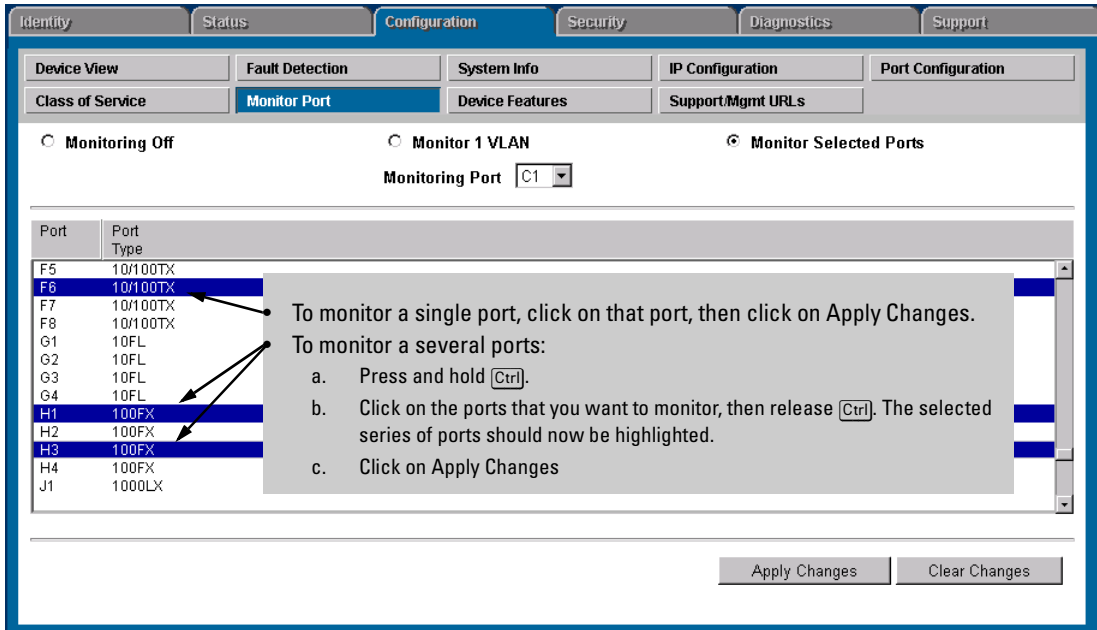 Identity Status Configuration Security Diagnostics Support
Device View Fault Detection System Info IP Configuration Port Configuration
Class of Service Monitor Port Device Features Support/Mgmt URLs
Monitoring Off Monitor 1 VLAN Monitor Selected Ports
Monitoring Port C1
Port Port
Type
F5 10/100TX
F6 10/100TX
F7 10/100TX
F8 10/100TX
G1 10FL
G2 10FL
G3 10FL
G4 10FL
H1 100FX
H2 100FX
H3 100FX
H4 100FX
J1 1000LX
• To monitor a single port, click on that port, then click on Apply Changes.
• To monitor a several ports:
a. Press and hold [Ctrl].
b. Click on the ports that you want to monitor, then release [Ctrl]. The selected
series of ports should now be highlighted.
c. Click on Apply Changes
Apply Changes Clear Changes